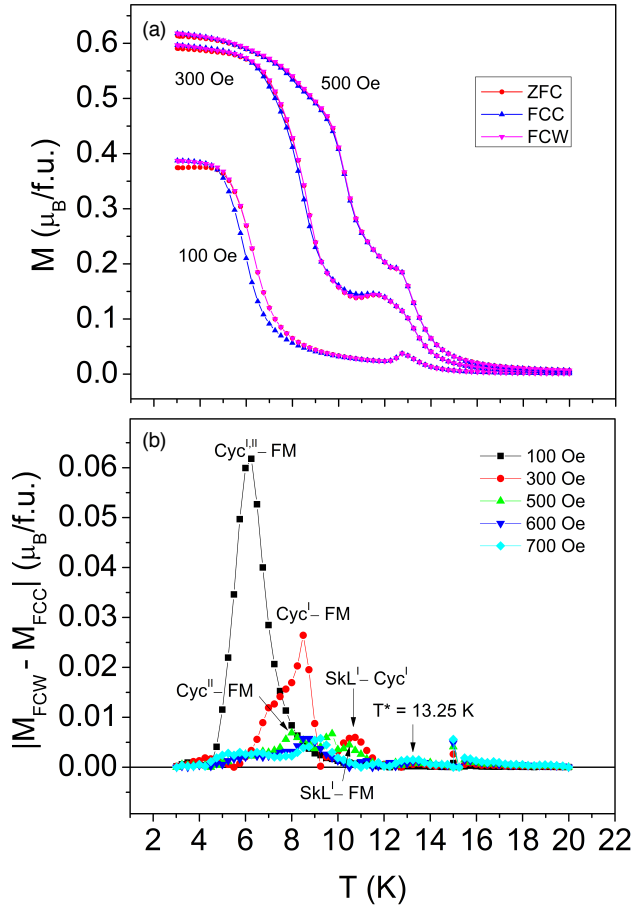 (a)
0.6
0.5
0.4
0.3
0.2
0.1
0.0
M (μB/f.u.)
300 Oe
500 Oe
100 Oe
ZFC
FCC
FCW
(b)
0.06
0.05
0.04
0.03
0.02
0.01
0.00
|MFCW - MFCC| (μB/f.u.)
CycI,II– FM
100 Oe
300 Oe
500 Oe
600 Oe
700 Oe
CycI– FM
CycII– FM
SkLI– CycI
T* = 13.25 K
SkLI– FM
2 4 6 8 10 12 14 16 18 20 22
T (K)